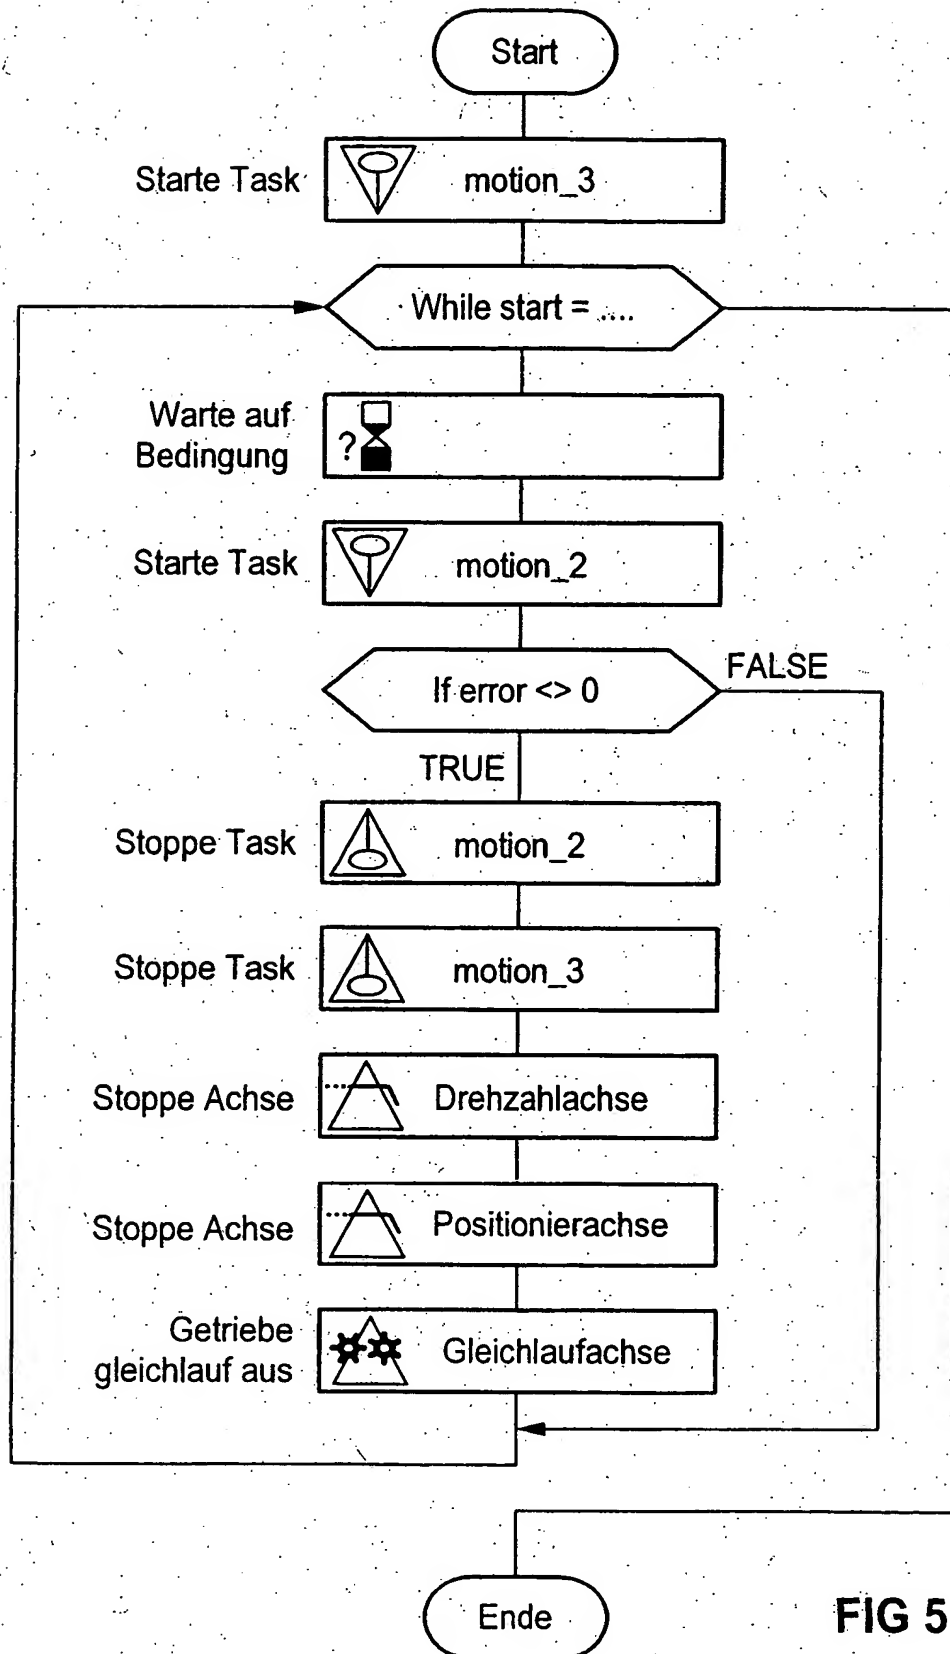 Start
Starte Task
motion_3
While start = ....
Warte auf
Bedingung
?
Starte Task
motion_2
If error <> 0
FALSE
TRUE
Stoppe Task
motion_2
Stoppe Task
motion_3
Stoppe Achse
Drehzahlachse
Stoppe Achse
Positionierachse
Getriebe
gleichlauf aus
Gleichlaufachse
Ende
FIG 5